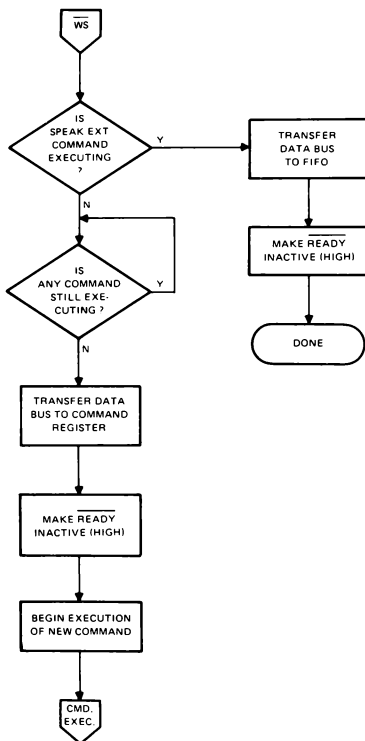 WS
IS
SPEAK EXT
COMMAND
EXECUTING
?
Y
N
TRANSFER
DATA BUS
TO FIFO
MAKE READY
INACTIVE (HIGH)
DONE
IS
ANY COMMAND
STILL EXE-
CUTING ?
Y
N
TRANSFER DATA
BUS TO COMMAND
REGISTER
MAKE READY
INACTIVE (HIGH)
BEGIN EXECUTION
OF NEW COMMAND
CMD.
EXEC.